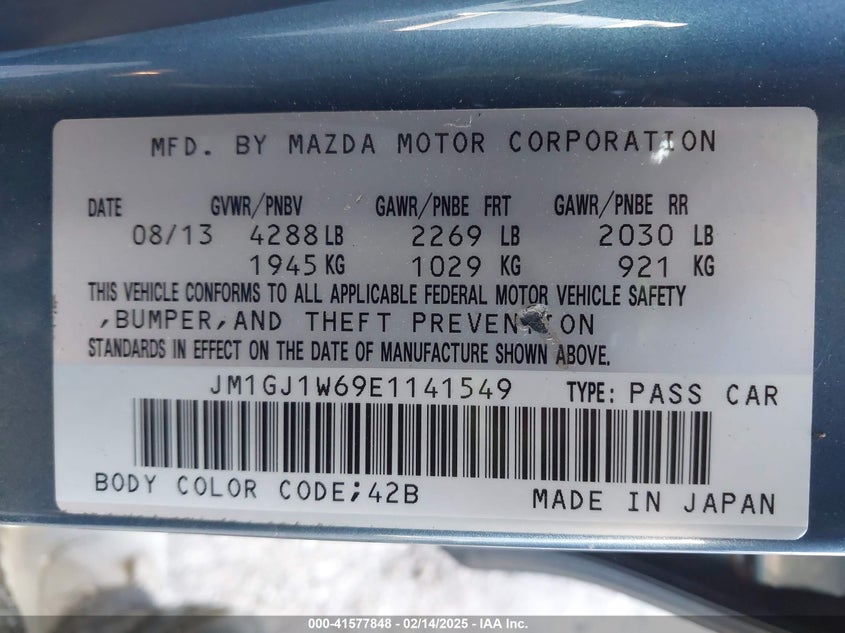 MFD. BY MAZDA MOTOR CORPORATION
DATE GVWR/PNBV GAWR/PNBE FRT GAWR/PNBE RR
08/13 4288 LB 2269 LB 2030 LB
1945 KG 1029 KG 921 KG
THIS VEHICLE CONFORMS TO ALL APPLICABLE FEDERAL MOTOR VEHICLE SAFETY
,BUMPER,AND THEFT PREVENTION
STANDARDS IN EFFECT ON THE DATE OF MANUFACTURE SHOWN ABOVE.
JM1GJ1W69E1141549 TYPE: PASS CAR
BODY COLOR CODE;42B MADE IN JAPAN
000-41577848 - 02/14/2025 - IAA Inc.